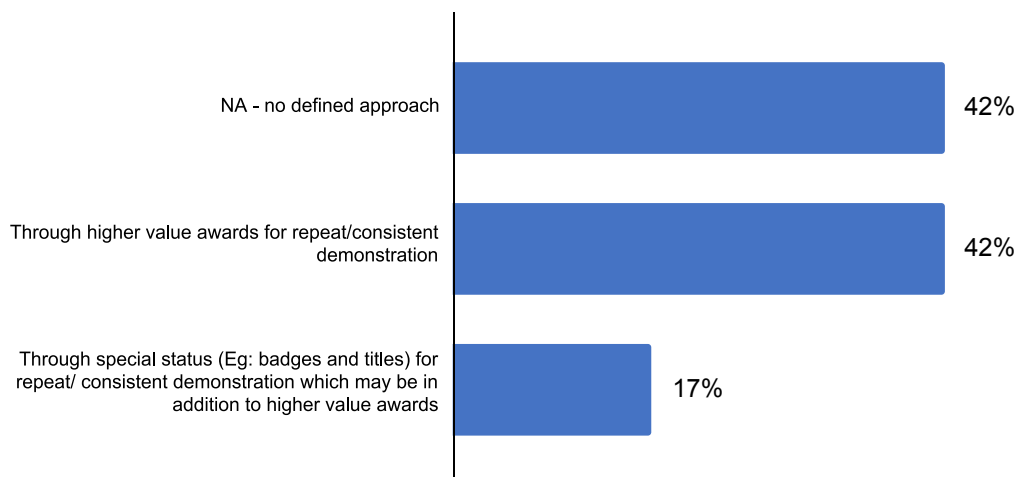 NA - no defined approach
42%
Through higher value awards for repeat/consistent
demonstration
42%
Through special status (Eg: badges and titles) for
repeat/ consistent demonstration which may be in
addition to higher value awards
17%